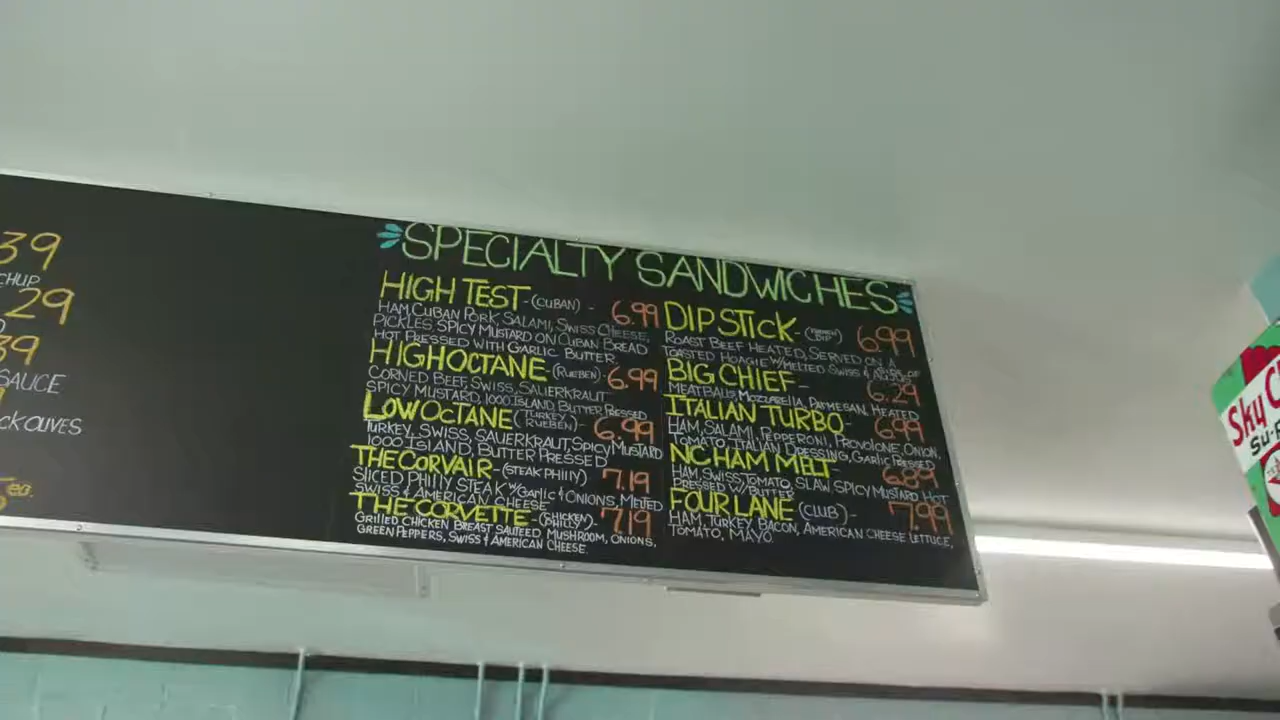 39
CHUP
29
39
SAUCE
CK OLIVES
ea.
SPECIALTY SANDWICHES
HIGH TEST-(CUBAN)- 6.99
HAM, CUBAN PORK, SALAMI, SWISS CHEESE,
PICKLES, SPICY MUSTARD ON CUBAN BREAD
HOT PRESSED WITH GARLIC BUTTER
HIGH OCTANE (RUEBEN)- 6.99
CORNED BEEF, SWISS, SAUERKRAUT
SPICY MUSTARD, 1000 ISLAND, BUTTER PRESSED
LOW OCTANE (TURKEY RUEBEN)- 6.99
TURKEY, SWISS, SAUERKRAUT, SPICY MUSTARD
1000 ISLAND, BUTTER PRESSED
THE CORVAIR-(STEAK PHILLY) 7.19
SLICED PHILLY STEAK W/GARLIC & ONIONS, MELTED
SWISS & AMERICAN CHEESE
THE CORVETTE-(CHICKEN PHILLY)- 7.19
GRILLED CHICKEN BREAST SAUTEED MUSHROOM, ONIONS,
GREEN PEPPERS, SWISS & AMERICAN CHEESE
DIP STICK-(FRENCH DIP) 6.99
ROAST BEEF HEATED, SERVED ON A
TOASTED HOAGIE W/MELTED SWISS & A SIDE OF AU JUS
BIG CHIEF- 6.29
MEATBALLS, MOZZARELLA, PARMESAN, HEATED
ITALIAN TURBO- 6.99
HAM, SALAMI, PEPPERONI, PROVOLONE, ONION,
TOMATO, ITALIAN DRESSING, GARLIC PRESSED
NC HAM MELT 6.89
HAM, SWISS, TOMATO, SLAW, SPICY MUSTARD HOT
PRESSED W/BUTTER
FOUR LANE (CLUB)- 7.99
HAM, TURKEY, BACON, AMERICAN CHEESE LETTUCE,
TOMATO, MAYO
Sky C
Su-P